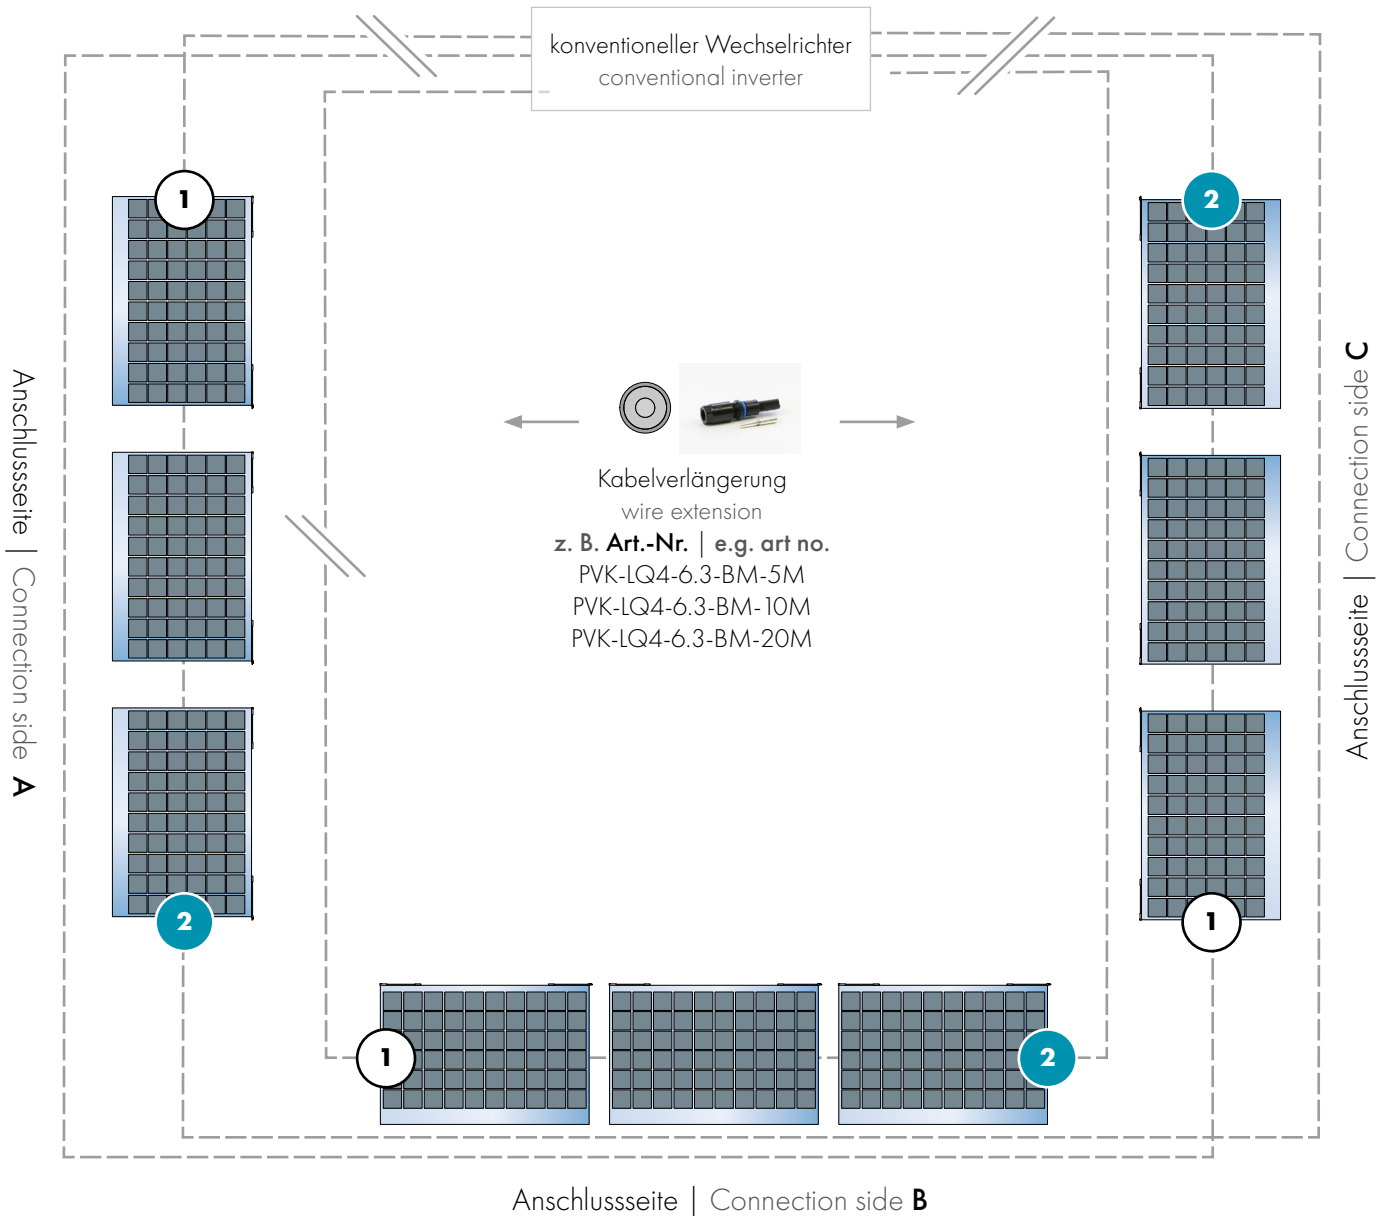 konventioneller Wechselrichter
conventional inverter
1
2
Anschlussseite | Connection side A
Anschlussseite | Connection side C
Kabelverlängerung
wire extension
z. B. Art.-Nr. | e.g. art no.
PVK-LQ4-6.3-BM-5M
PVK-LQ4-6.3-BM-10M
PVK-LQ4-6.3-BM-20M
2
1
1
2
Anschlussseite | Connection side B